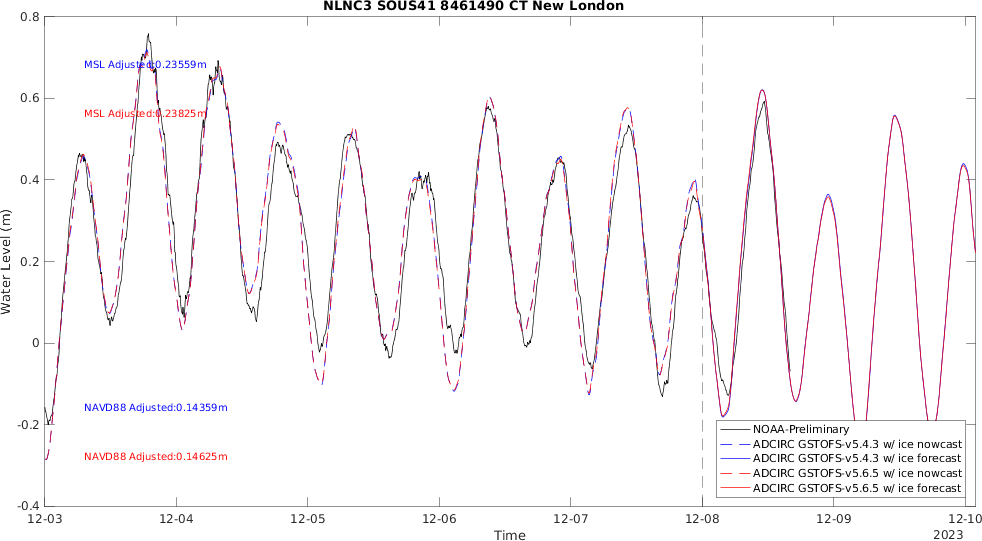 NLNC3 SOUS41 8461490 CT New London
0.8
MSL Adjusted:0.23559m
0.6
MSL Adjusted:0.23825m
0.4
Water Level (m)
0.2
0
NAVD88 Adjusted:0.14359m
-0.2
NOAA-Preliminary
ADCIRC GSTOFS-v5.4.3 w/ ice nowcast
NAVD88 Adjusted:0.14625m
ADCIRC GSTOFS-v5.4.3 w/ ice forecast
ADCIRC GSTOFS-v5.6.5 w/ ice nowcast
ADCIRC GSTOFS-v5.6.5 w/ ice forecast
-0.4
12-03 12-04 12-05 12-06 12-07 12-08 12-09 12-10
Time
2023